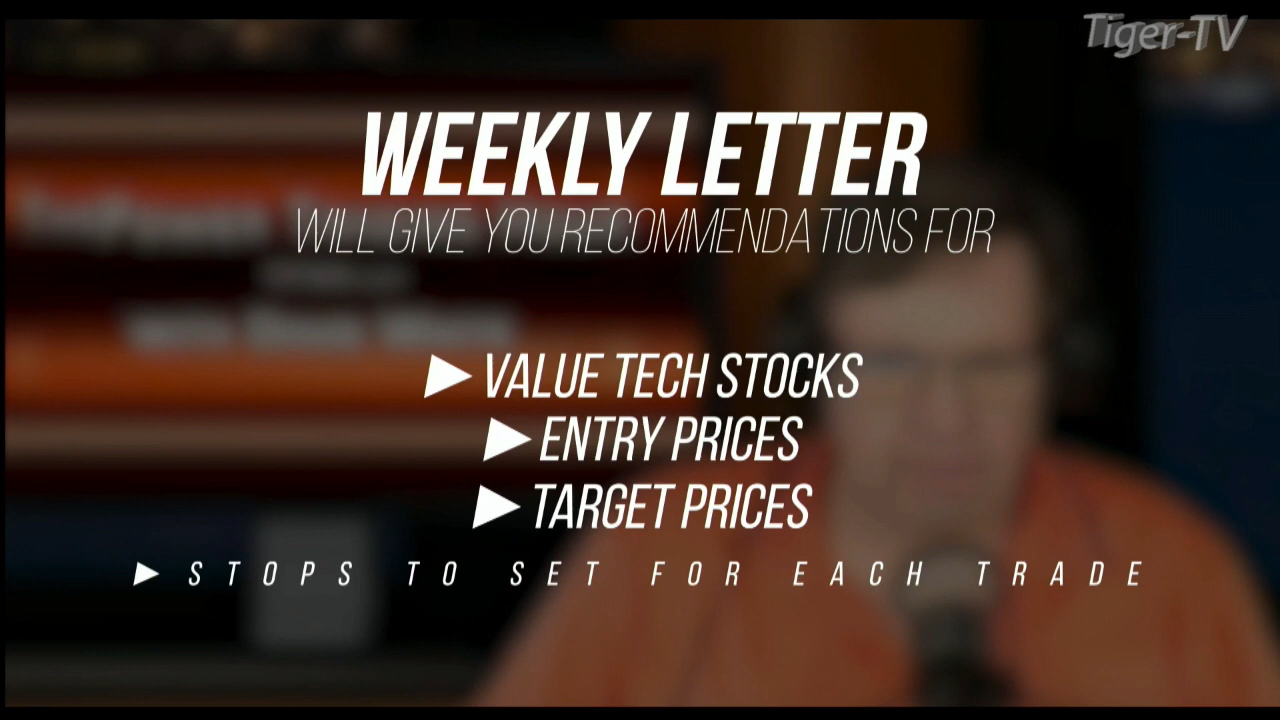 Tiger-TV
WEEKLY LETTER
WILL GIVE YOU RECOMMENDATIONS FOR
▶ VALUE TECH STOCKS
▶ ENTRY PRICES
▶ TARGET PRICES
▶ STOPS TO SET FOR EACH TRADE